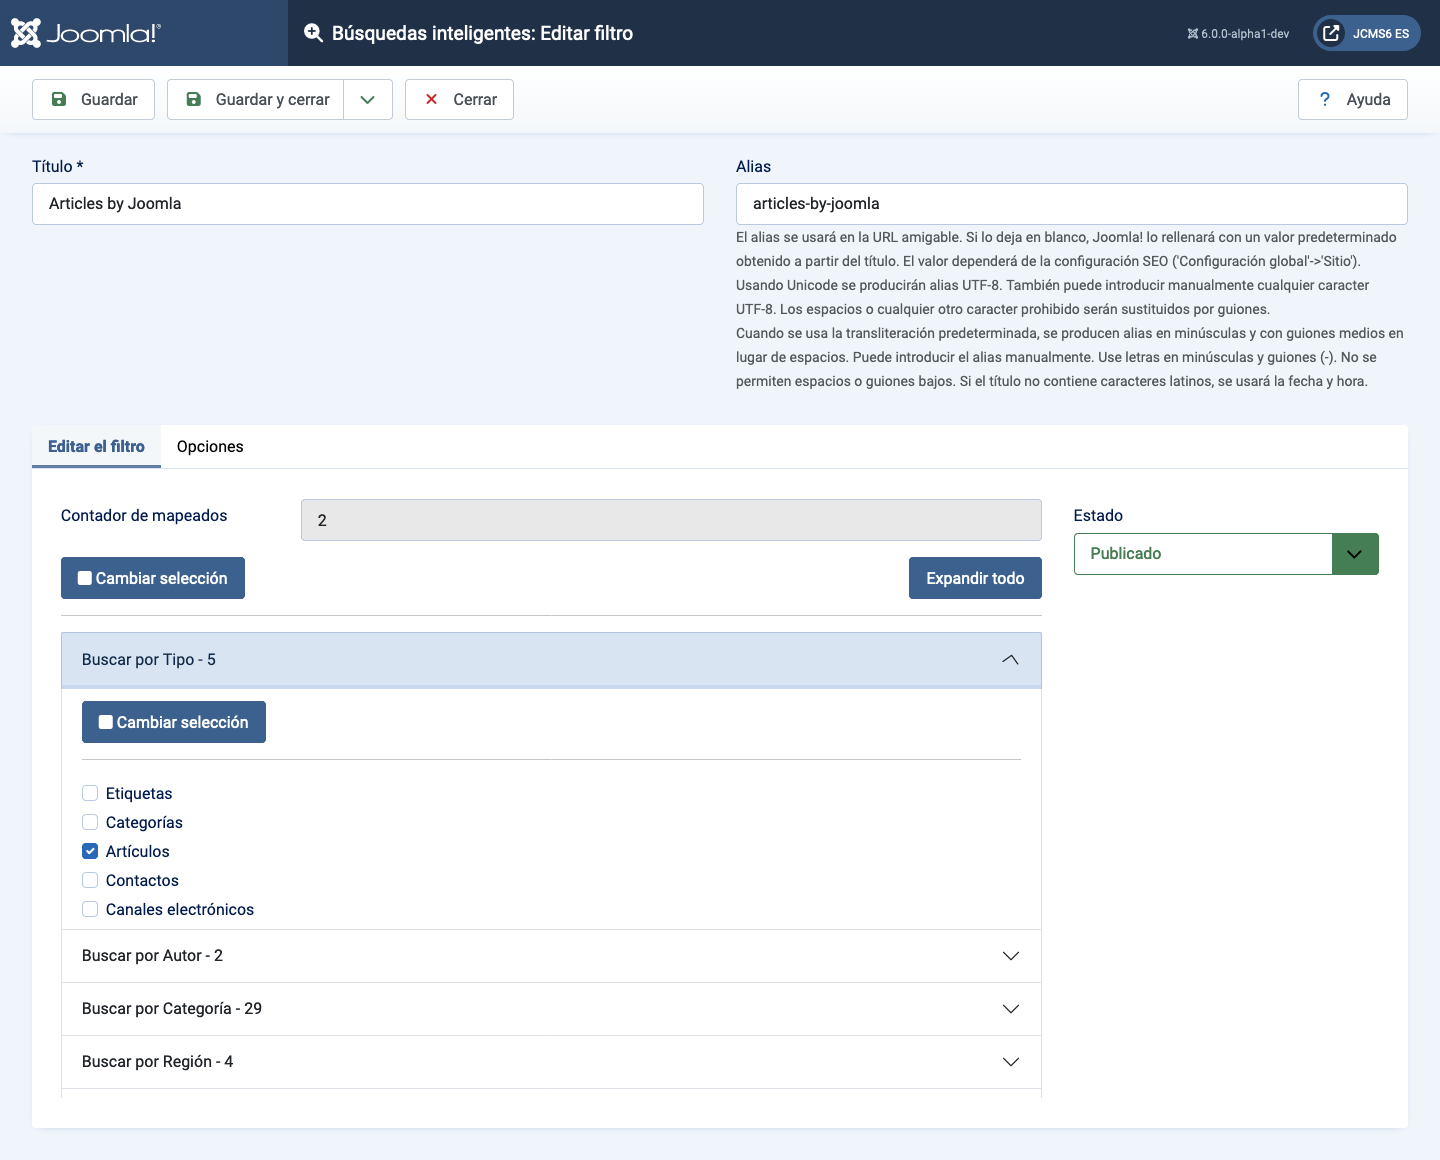 Joomla!®
Búsquedas inteligentes: Editar filtro
6.0.0-alpha1-dev
JCMS6 ES
Guardar
Guardar y cerrar
Cerrar
? Ayuda
Título *
Articles by Joomla
Alias
articles-by-joomla
El alias se usará en la URL amigable. Si lo deja en blanco, Joomla! lo rellenará con un valor predeterminado
obtenido a partir del título. El valor dependerá de la configuración SEO ('Configuración global'->'Sitio').
Usando Unicode se producirán alias UTF-8. También puede introducir manualmente cualquier caracter
UTF-8. Los espacios o cualquier otro caracter prohibido serán sustituidos por guiones.
Cuando se usa la transliteración predeterminada, se producen alias en minúsculas y con guiones medios en
lugar de espacios. Puede introducir el alias manualmente. Use letras en minúsculas y guiones (-). No se
permiten espacios o guiones bajos. Si el título no contiene caracteres latinos, se usará la fecha y hora.
Editar el filtro
Opciones
Contador de mapeados
2
Estado
Publicado
Cambiar selección
Expandir todo
Buscar por Tipo - 5
Cambiar selección
Etiquetas
Categorías
Artículos
Contactos
Canales electrónicos
Buscar por Autor - 2
Buscar por Categoría - 29
Buscar por Región - 4